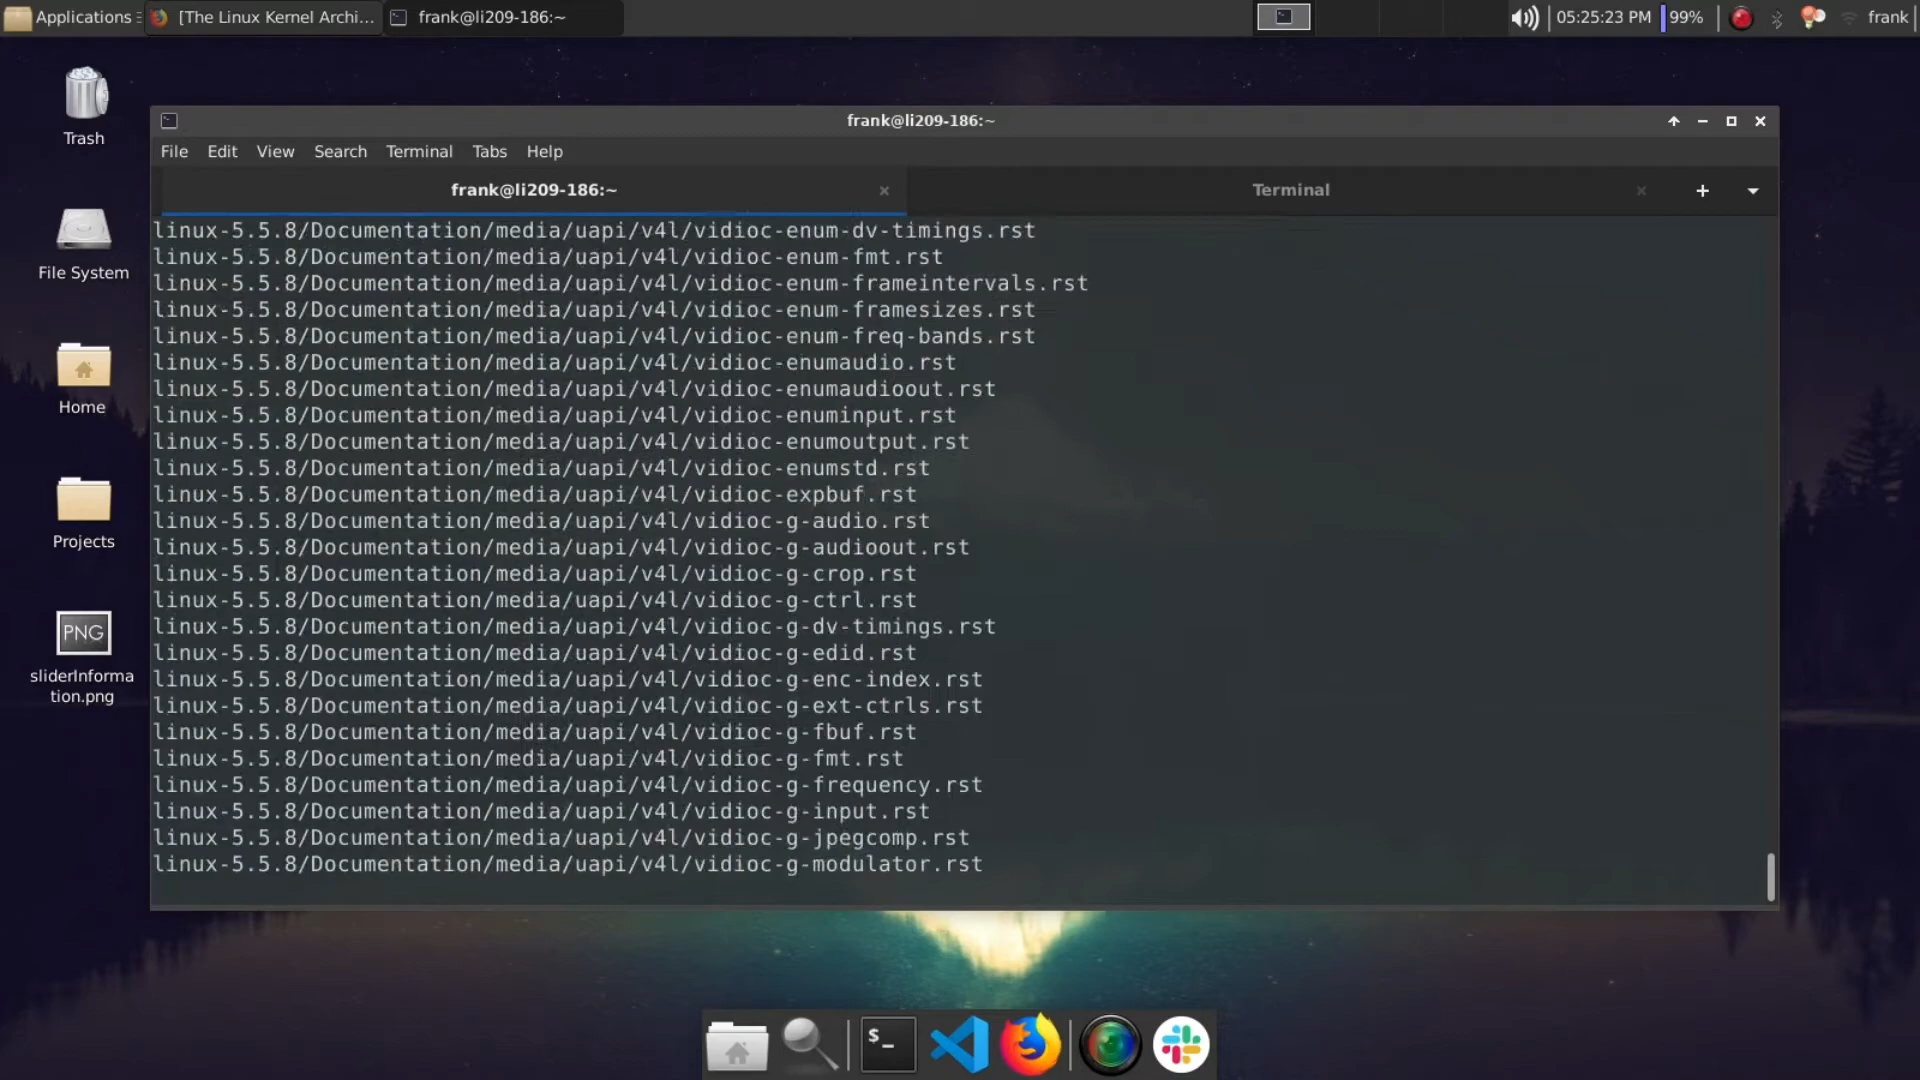 Applications
[The Linux Kernel Archi...
frank@li209-186:~
05:25:23 PM
99%
frank
Trash
File System
Home
Projects
PNG
sliderInforma
tion.png
frank@li209-186:~
File Edit View Search Terminal Tabs Help
frank@li209-186:~
Terminal
linux-5.5.8/Documentation/media/uapi/v4l/vidioc-enum-dv-timings.rst
linux-5.5.8/Documentation/media/uapi/v4l/vidioc-enum-fmt.rst
linux-5.5.8/Documentation/media/uapi/v4l/vidioc-enum-frameintervals.rst
linux-5.5.8/Documentation/media/uapi/v4l/vidioc-enum-framesizes.rst
linux-5.5.8/Documentation/media/uapi/v4l/vidioc-enum-freq-bands.rst
linux-5.5.8/Documentation/media/uapi/v4l/vidioc-enumaudio.rst
linux-5.5.8/Documentation/media/uapi/v4l/vidioc-enumaudioout.rst
linux-5.5.8/Documentation/media/uapi/v4l/vidioc-enuminput.rst
linux-5.5.8/Documentation/media/uapi/v4l/vidioc-enumoutput.rst
linux-5.5.8/Documentation/media/uapi/v4l/vidioc-enumstd.rst
linux-5.5.8/Documentation/media/uapi/v4l/vidioc-expbuf.rst
linux-5.5.8/Documentation/media/uapi/v4l/vidioc-g-audio.rst
linux-5.5.8/Documentation/media/uapi/v4l/vidioc-g-audioout.rst
linux-5.5.8/Documentation/media/uapi/v4l/vidioc-g-crop.rst
linux-5.5.8/Documentation/media/uapi/v4l/vidioc-g-ctrl.rst
linux-5.5.8/Documentation/media/uapi/v4l/vidioc-g-dv-timings.rst
linux-5.5.8/Documentation/media/uapi/v4l/vidioc-g-edid.rst
linux-5.5.8/Documentation/media/uapi/v4l/vidioc-g-enc-index.rst
linux-5.5.8/Documentation/media/uapi/v4l/vidioc-g-ext-ctrls.rst
linux-5.5.8/Documentation/media/uapi/v4l/vidioc-g-fbuf.rst
linux-5.5.8/Documentation/media/uapi/v4l/vidioc-g-fmt.rst
linux-5.5.8/Documentation/media/uapi/v4l/vidioc-g-frequency.rst
linux-5.5.8/Documentation/media/uapi/v4l/vidioc-g-input.rst
linux-5.5.8/Documentation/media/uapi/v4l/vidioc-g-jpegcomp.rst
linux-5.5.8/Documentation/media/uapi/v4l/vidioc-g-modulator.rst
$_